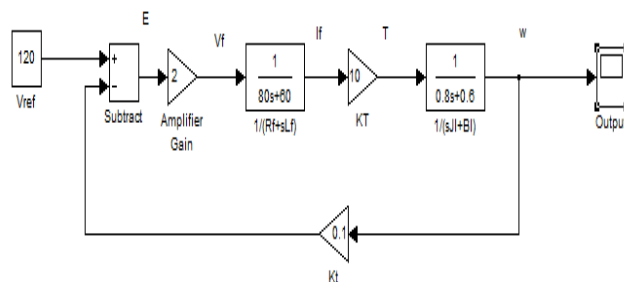 E
Vf
If
T
w
120
Vref
+
−
Subtract
2
Amplifier
Gain
1
80s+60
1/(Rf+sLf)
10
KT
1
0.8s+0.6
1/(sJl+Bl)
Output
0.1
Kt